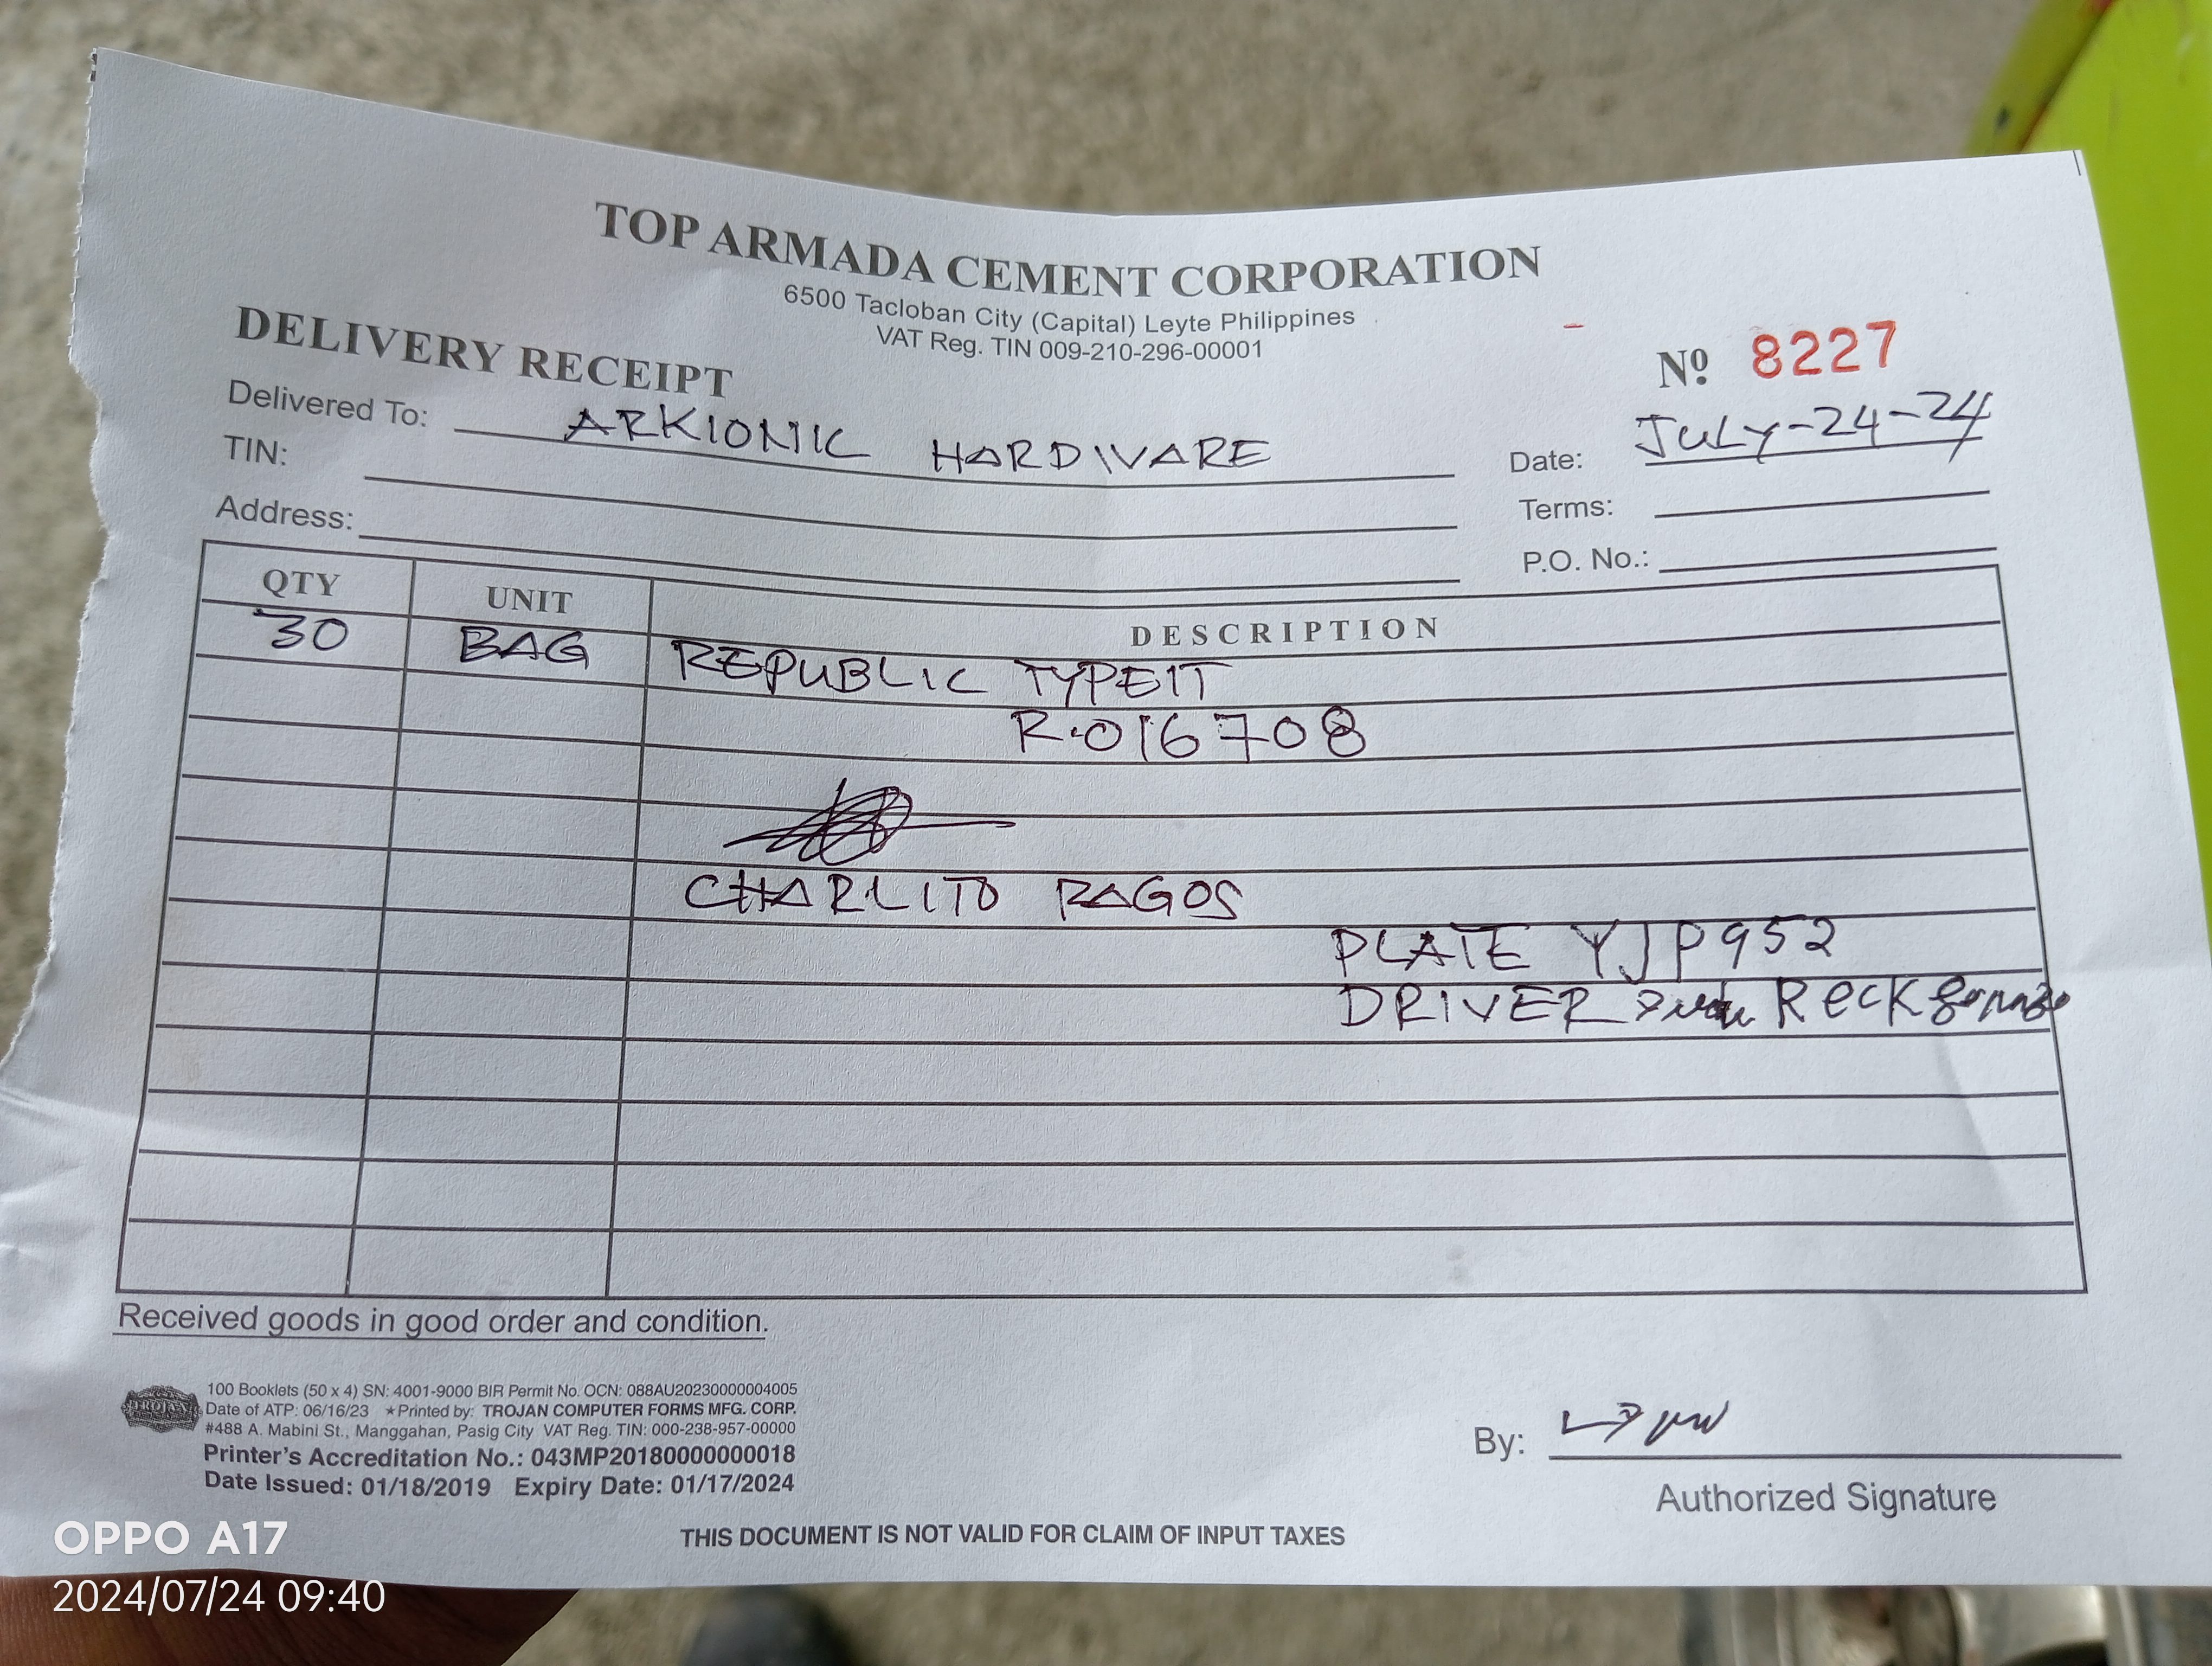 TOP ARMADA CEMENT CORPORATION
6500 Tacloban City (Capital) Leyte Philippines
VAT Reg. TIN 009-210-296-00001
DELIVERY RECEIPT
Nº 8227
Delivered To: ARKIONIC HARDWARE
Date: JULY-24-24
TIN:
Terms:
Address:
P.O. No.:
QTY UNIT DESCRIPTION
30 BAG REPUBLIC TYPE1T
R.016708
CHARLITO RAGOS
PLATE YJP952
DRIVER RECK
Received goods in good order and condition.
TROJAN
100 Booklets (50 x 4) SN: 4001-9000 BIR Permit No. OCN: 088AU20230000004005
Date of ATP: 06/16/23 ★Printed by: TROJAN COMPUTER FORMS MFG. CORP.
#488 A. Mabini St., Manggahan, Pasig City VAT Reg. TIN: 000-238-957-00000
Printer's Accreditation No.: 043MP20180000000018
Date Issued: 01/18/2019 Expiry Date: 01/17/2024
By:
Authorized Signature
THIS DOCUMENT IS NOT VALID FOR CLAIM OF INPUT TAXES
OPPO A17
2024/07/24 09:40